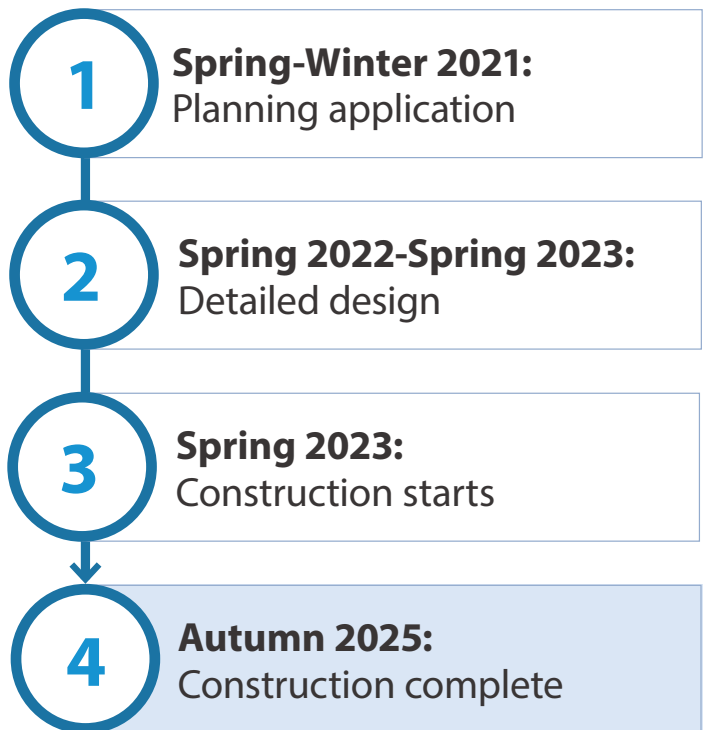 1
Spring-Winter 2021:
Planning application
2
Spring 2022-Spring 2023:
Detailed design
3
Spring 2023:
Construction starts
4
Autumn 2025:
Construction complete